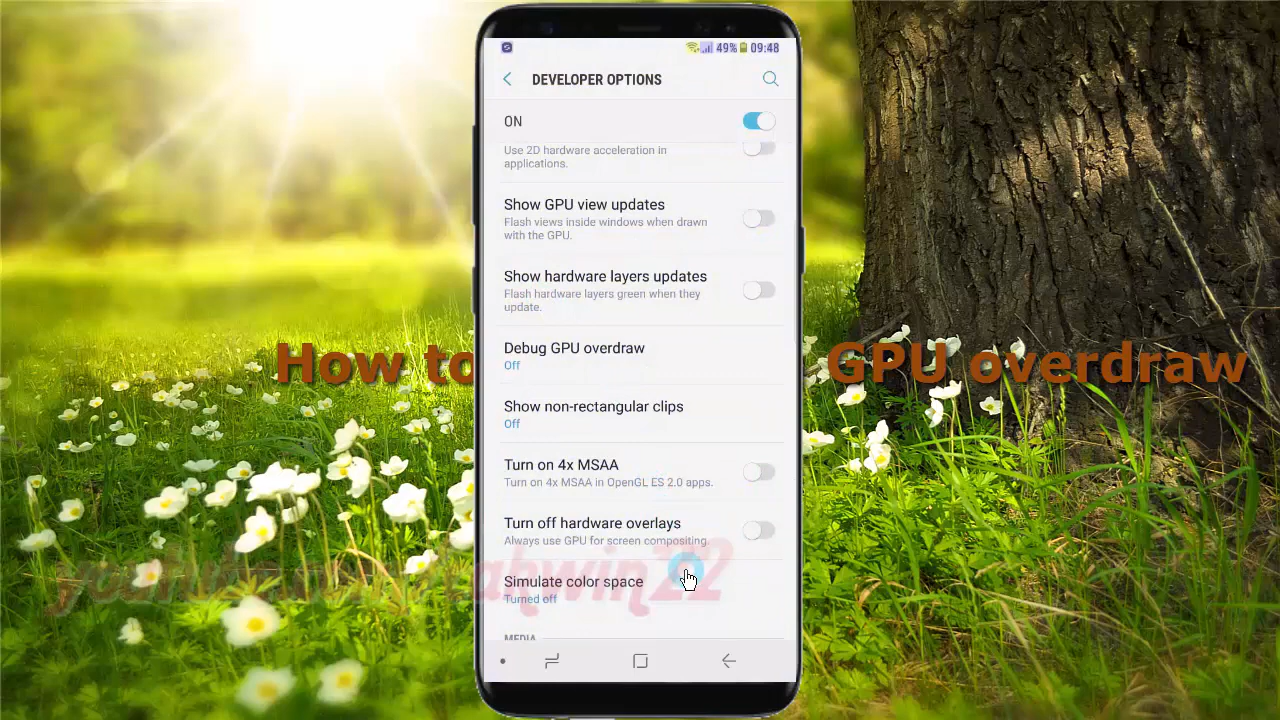 49% 09:48
DEVELOPER OPTIONS
ON
Use 2D hardware acceleration in
applications.
Show GPU view updates
Flash views inside windows when drawn
with the GPU.
Show hardware layers updates
Flash hardware layers green when they
update.
How to
GPU overdraw
Debug GPU overdraw
Off
Show non-rectangular clips
Off
Turn on 4x MSAA
Turn on 4x MSAA in OpenGL ES 2.0 apps.
Turn off hardware overlays
Always use GPU for screen compositing.
Simulate color space
Turned off
MEDIA